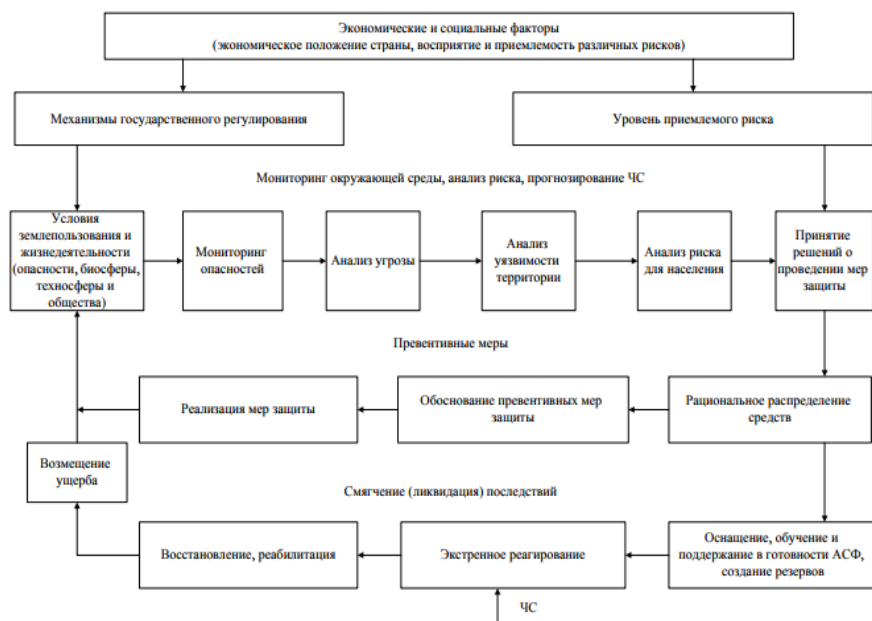 Экономические и социальные факторы
(экономическое положение страны, восприятие и приемлемость различных рисков)
Механизмы государственного регулирования
Уровень приемлемого риска
Мониторинг окружающей среды, анализ риска, прогнозирование ЧС
Условия
землепользования и
жизнедеятельности
(опасности, биосферы,
техносферы и
общества)
Мониторинг
опасностей
Анализ угрозы
Анализ
уязвимости
территории
Анализ риска
для населения
Принятие
решений о
проведении мер
защиты
Превентивные меры
Реализация мер защиты
Обоснование превентивных мер
защиты
Рациональное распределение
средств
Возмещение
ущерба
Смягчение (ликвидация) последствий
Восстановление, реабилитация
Экстренное реагирование
Оснащение, обучение и
поддержание в готовности АСФ,
создание резервов
ЧС